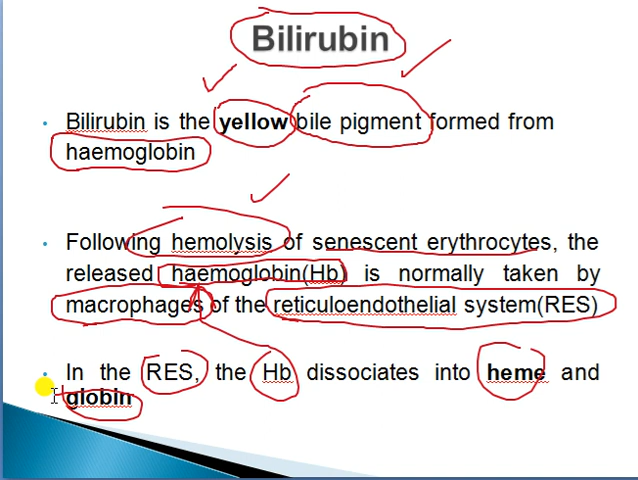 Bilirubin
• Bilirubin is the yellow bile pigment formed from
haemoglobin
• Following hemolysis of senescent erythrocytes, the
released haemoglobin(Hb) is normally taken by
macrophages of the reticuloendothelial system(RES)
• In the RES, the Hb dissociates into heme and
globin